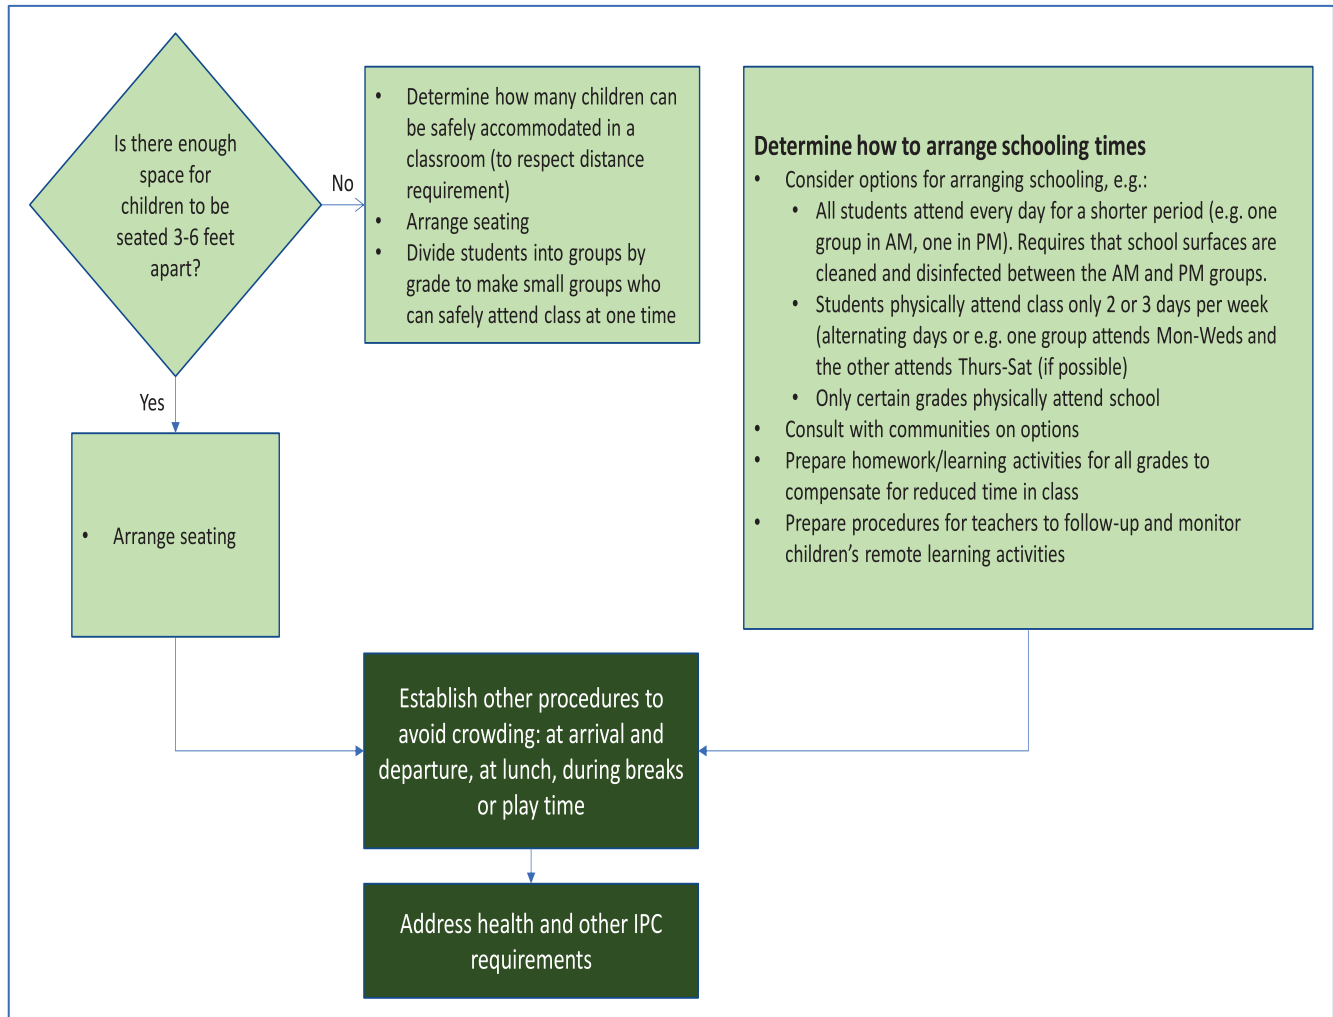 Is there enough
space for
children to be
seated 3-6 feet
apart?
No
• Determine how many children can
be safely accommodated in a
classroom (to respect distance
requirement)
• Arrange seating
• Divide students into groups by
grade to make small groups who
can safely attend class at one time
Determine how to arrange schooling times
• Consider options for arranging schooling, e.g.:
• All students attend every day for a shorter period (e.g. one
group in AM, one in PM). Requires that school surfaces are
cleaned and disinfected between the AM and PM groups.
• Students physically attend class only 2 or 3 days per week
(alternating days or e.g. one group attends Mon-Weds and
the other attends Thurs-Sat (if possible)
• Only certain grades physically attend school
• Consult with communities on options
• Prepare homework/learning activities for all grades to
compensate for reduced time in class
• Prepare procedures for teachers to follow-up and monitor
children’s remote learning activities
Yes
• Arrange seating
Establish other procedures to
avoid crowding: at arrival and
departure, at lunch, during breaks
or play time
Address health and other IPC
requirements